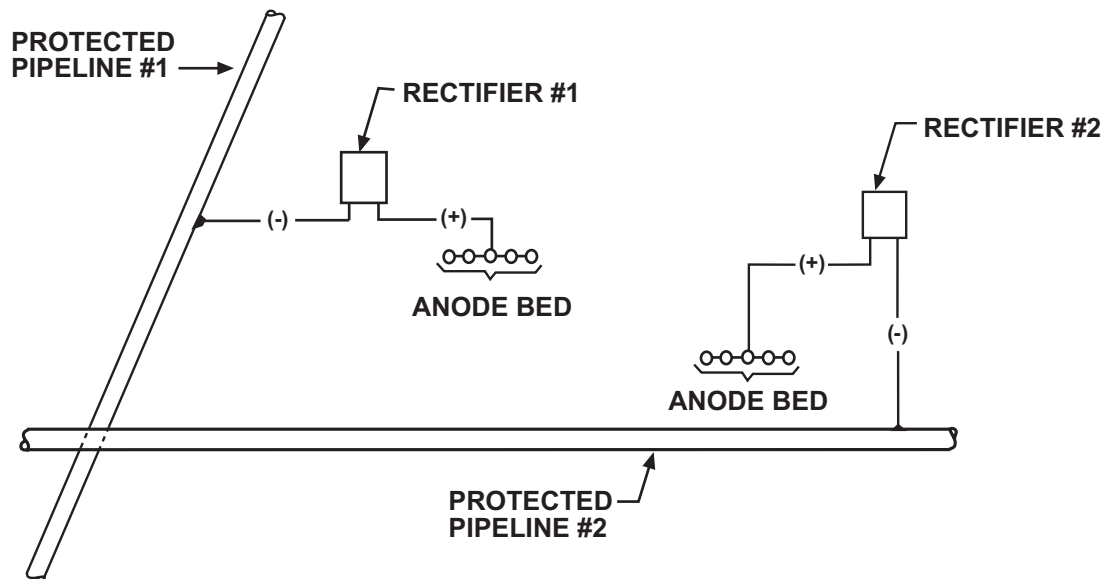 PROTECTED
PIPELINE #1
RECTIFIER #1
RECTIFIER #2
(-)
(+)
ANODE BED
(+)
(-)
ANODE BED
PROTECTED
PIPELINE #2